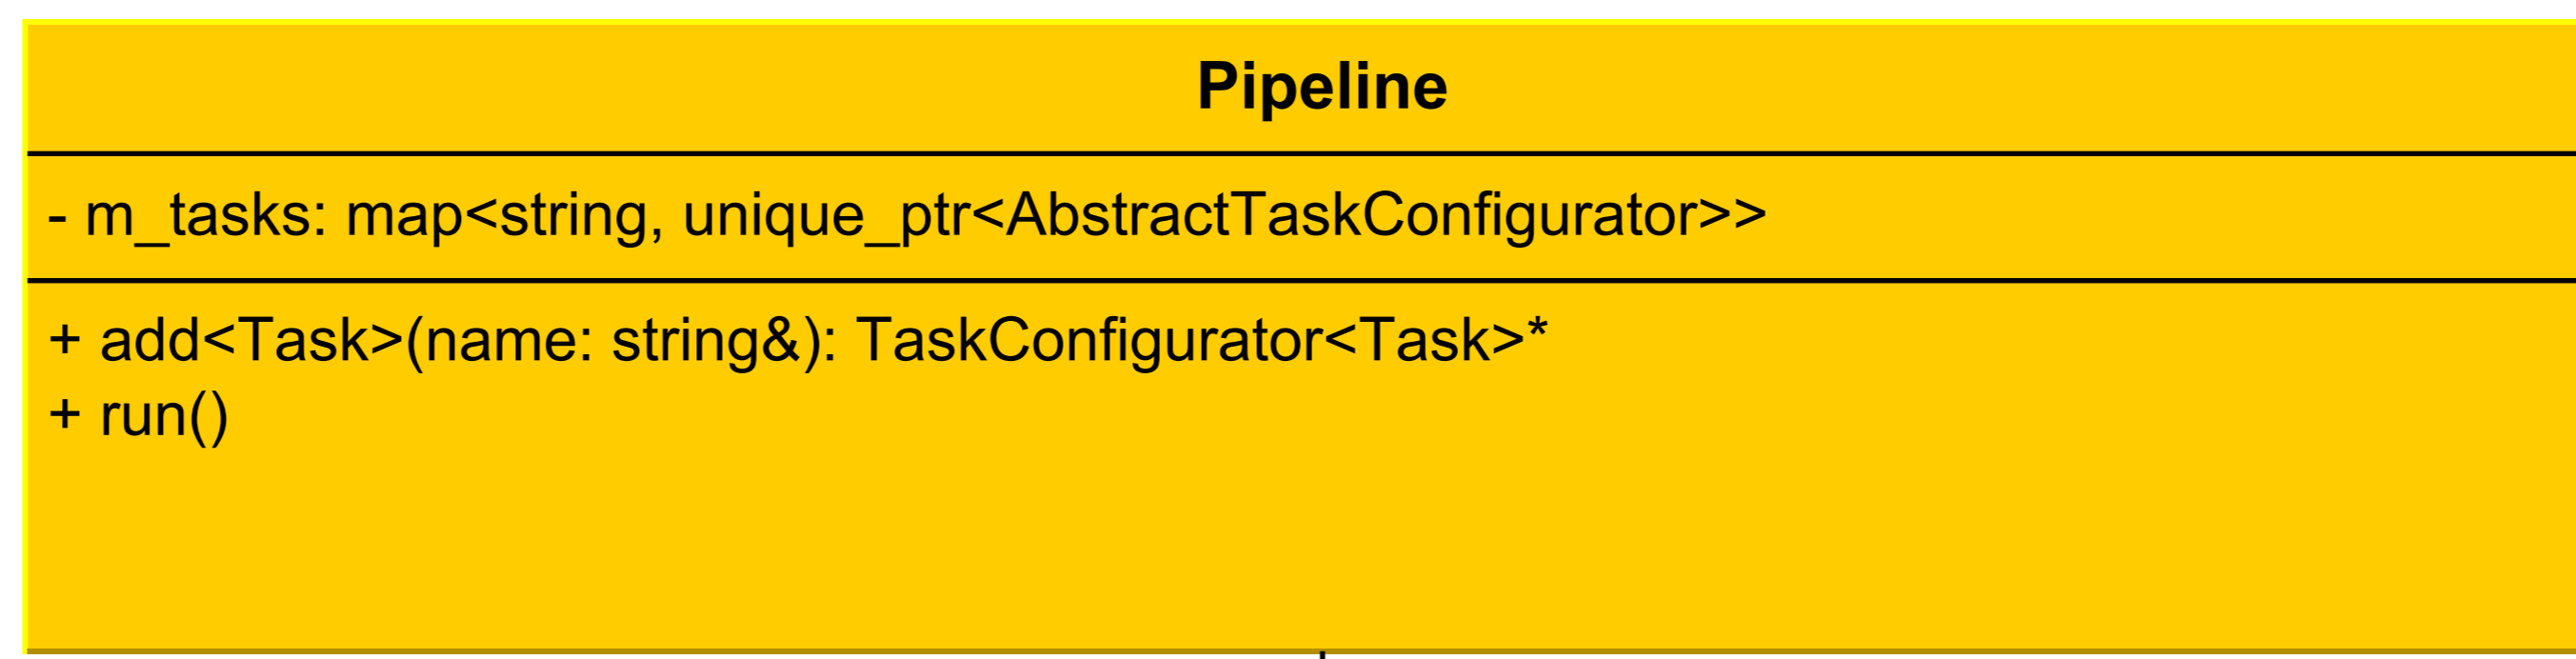 Pipeline
- m_tasks: map<string, unique_ptr<AbstractTaskConfigurator>>
+ add<Task>(name: string&): TaskConfigurator<Task>*
+ run()